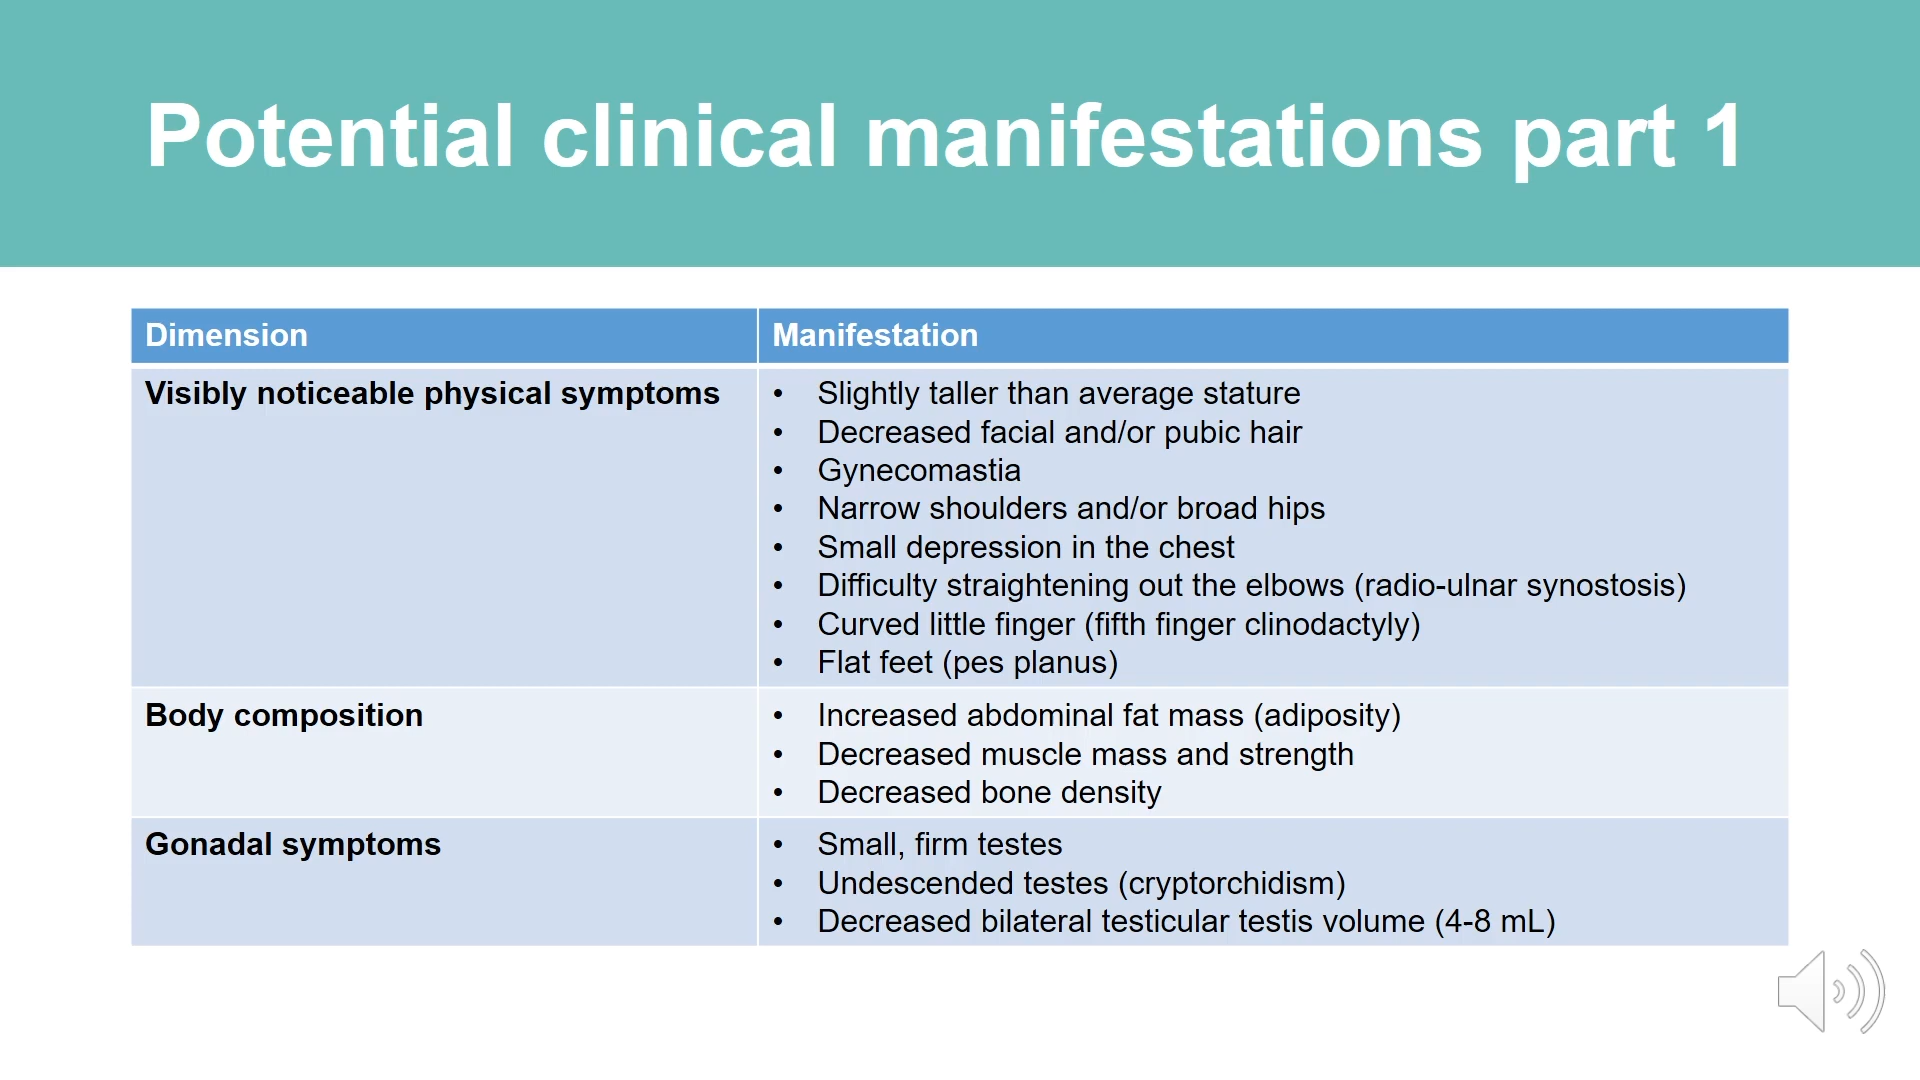 Potential clinical manifestations part 1
Dimension
Manifestation
Visibly noticeable physical symptoms
• Slightly taller than average stature
• Decreased facial and/or pubic hair
• Gynecomastia
• Narrow shoulders and/or broad hips
• Small depression in the chest
• Difficulty straightening out the elbows (radio-ulnar synostosis)
• Curved little finger (fifth finger clinodactyly)
• Flat feet (pes planus)
Body composition
• Increased abdominal fat mass (adiposity)
• Decreased muscle mass and strength
• Decreased bone density
Gonadal symptoms
• Small, firm testes
• Undescended testes (cryptorchidism)
• Decreased bilateral testicular testis volume (4-8 mL)